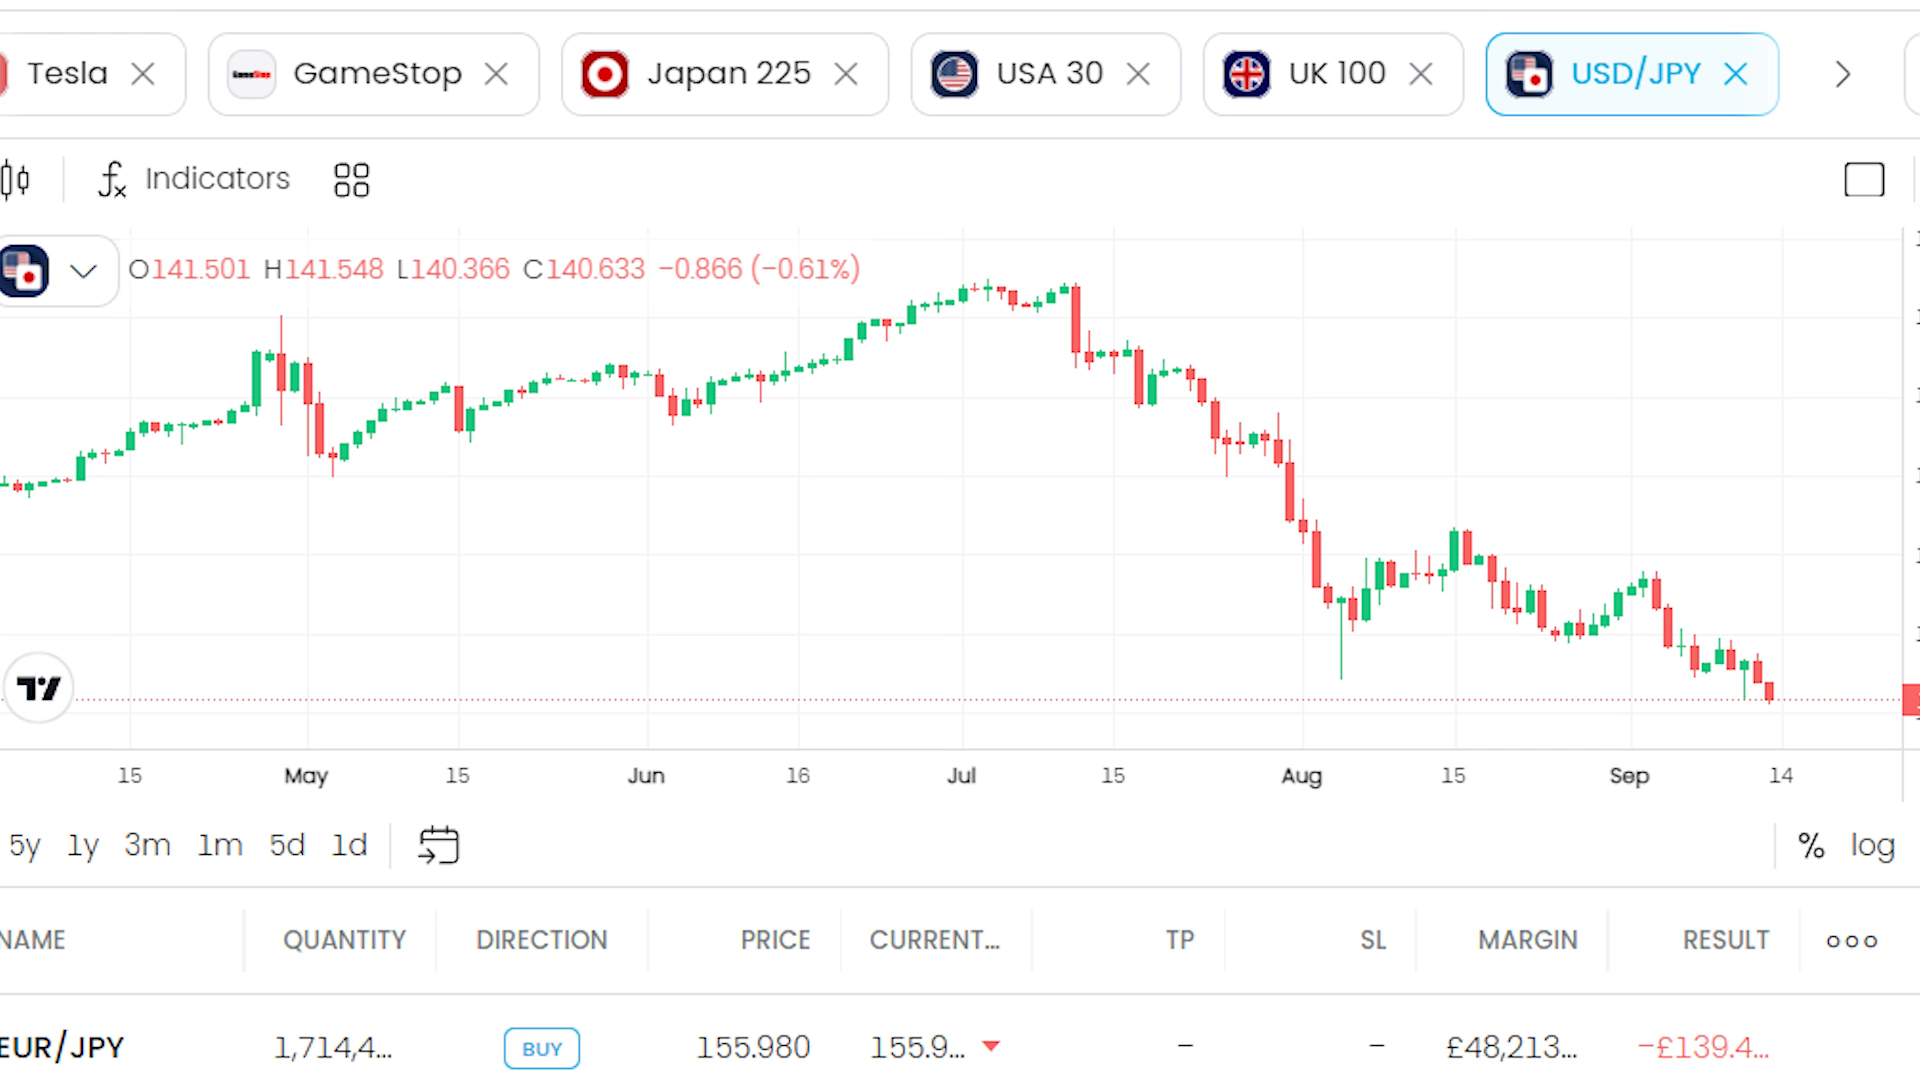 Tesla GameStop Japan 225 USA 30 UK 100 USD/JPY
fx Indicators
O141.501 H141.548 L140.366 C140.633 −0.866 (−0.61%)
15 May 15 Jun 16 Jul 15 Aug 15 Sep 14
5y 1y 3m 1m 5d 1d % log
NAME QUANTITY DIRECTION PRICE CURRENT... TP SL MARGIN RESULT
EUR/JPY 1,714,4... BUY 155.980 155.9... – – £48,213... −£139.4...